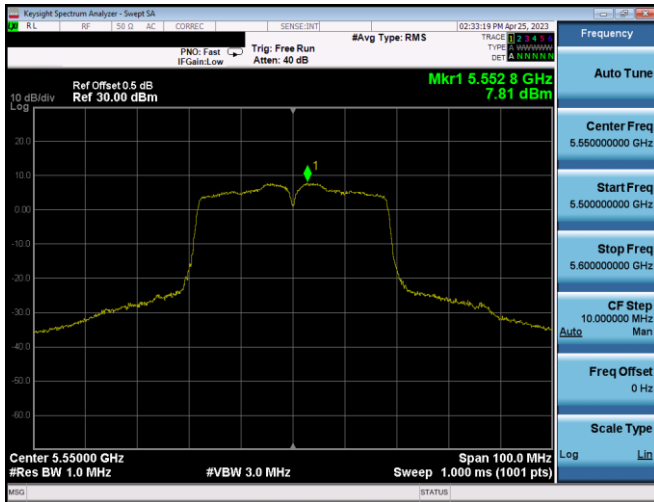 Keysight Spectrum Analyzer - Swept SA
RL RF 50 Ω AC CORREC SENSE:INT 02:33:19 PM Apr 25, 2023
#Avg Type: RMS TRACE 1 2 3 4 5 6
PNO: Fast Trig: Free Run TYPE A WWWWW
IFGain:Low Atten: 40 dB DET A N N N N N
Frequency
Auto Tune
Center Freq
5.550000000 GHz
Start Freq
5.500000000 GHz
Stop Freq
5.600000000 GHz
CF Step
10.000000 MHz
Auto Man
Freq Offset
0 Hz
Scale Type
Log Lin
Ref Offset 0.5 dB Mkr1 5.552 8 GHz
10 dB/div Ref 30.00 dBm 7.81 dBm
Log
20.0
1
10.0
0.00
-10.0
-20.0
-30.0
-40.0
-50.0
-60.0
Center 5.55000 GHz Span 100.0 MHz
#Res BW 1.0 MHz #VBW 3.0 MHz Sweep 1.000 ms (1001 pts)
MSG STATUS